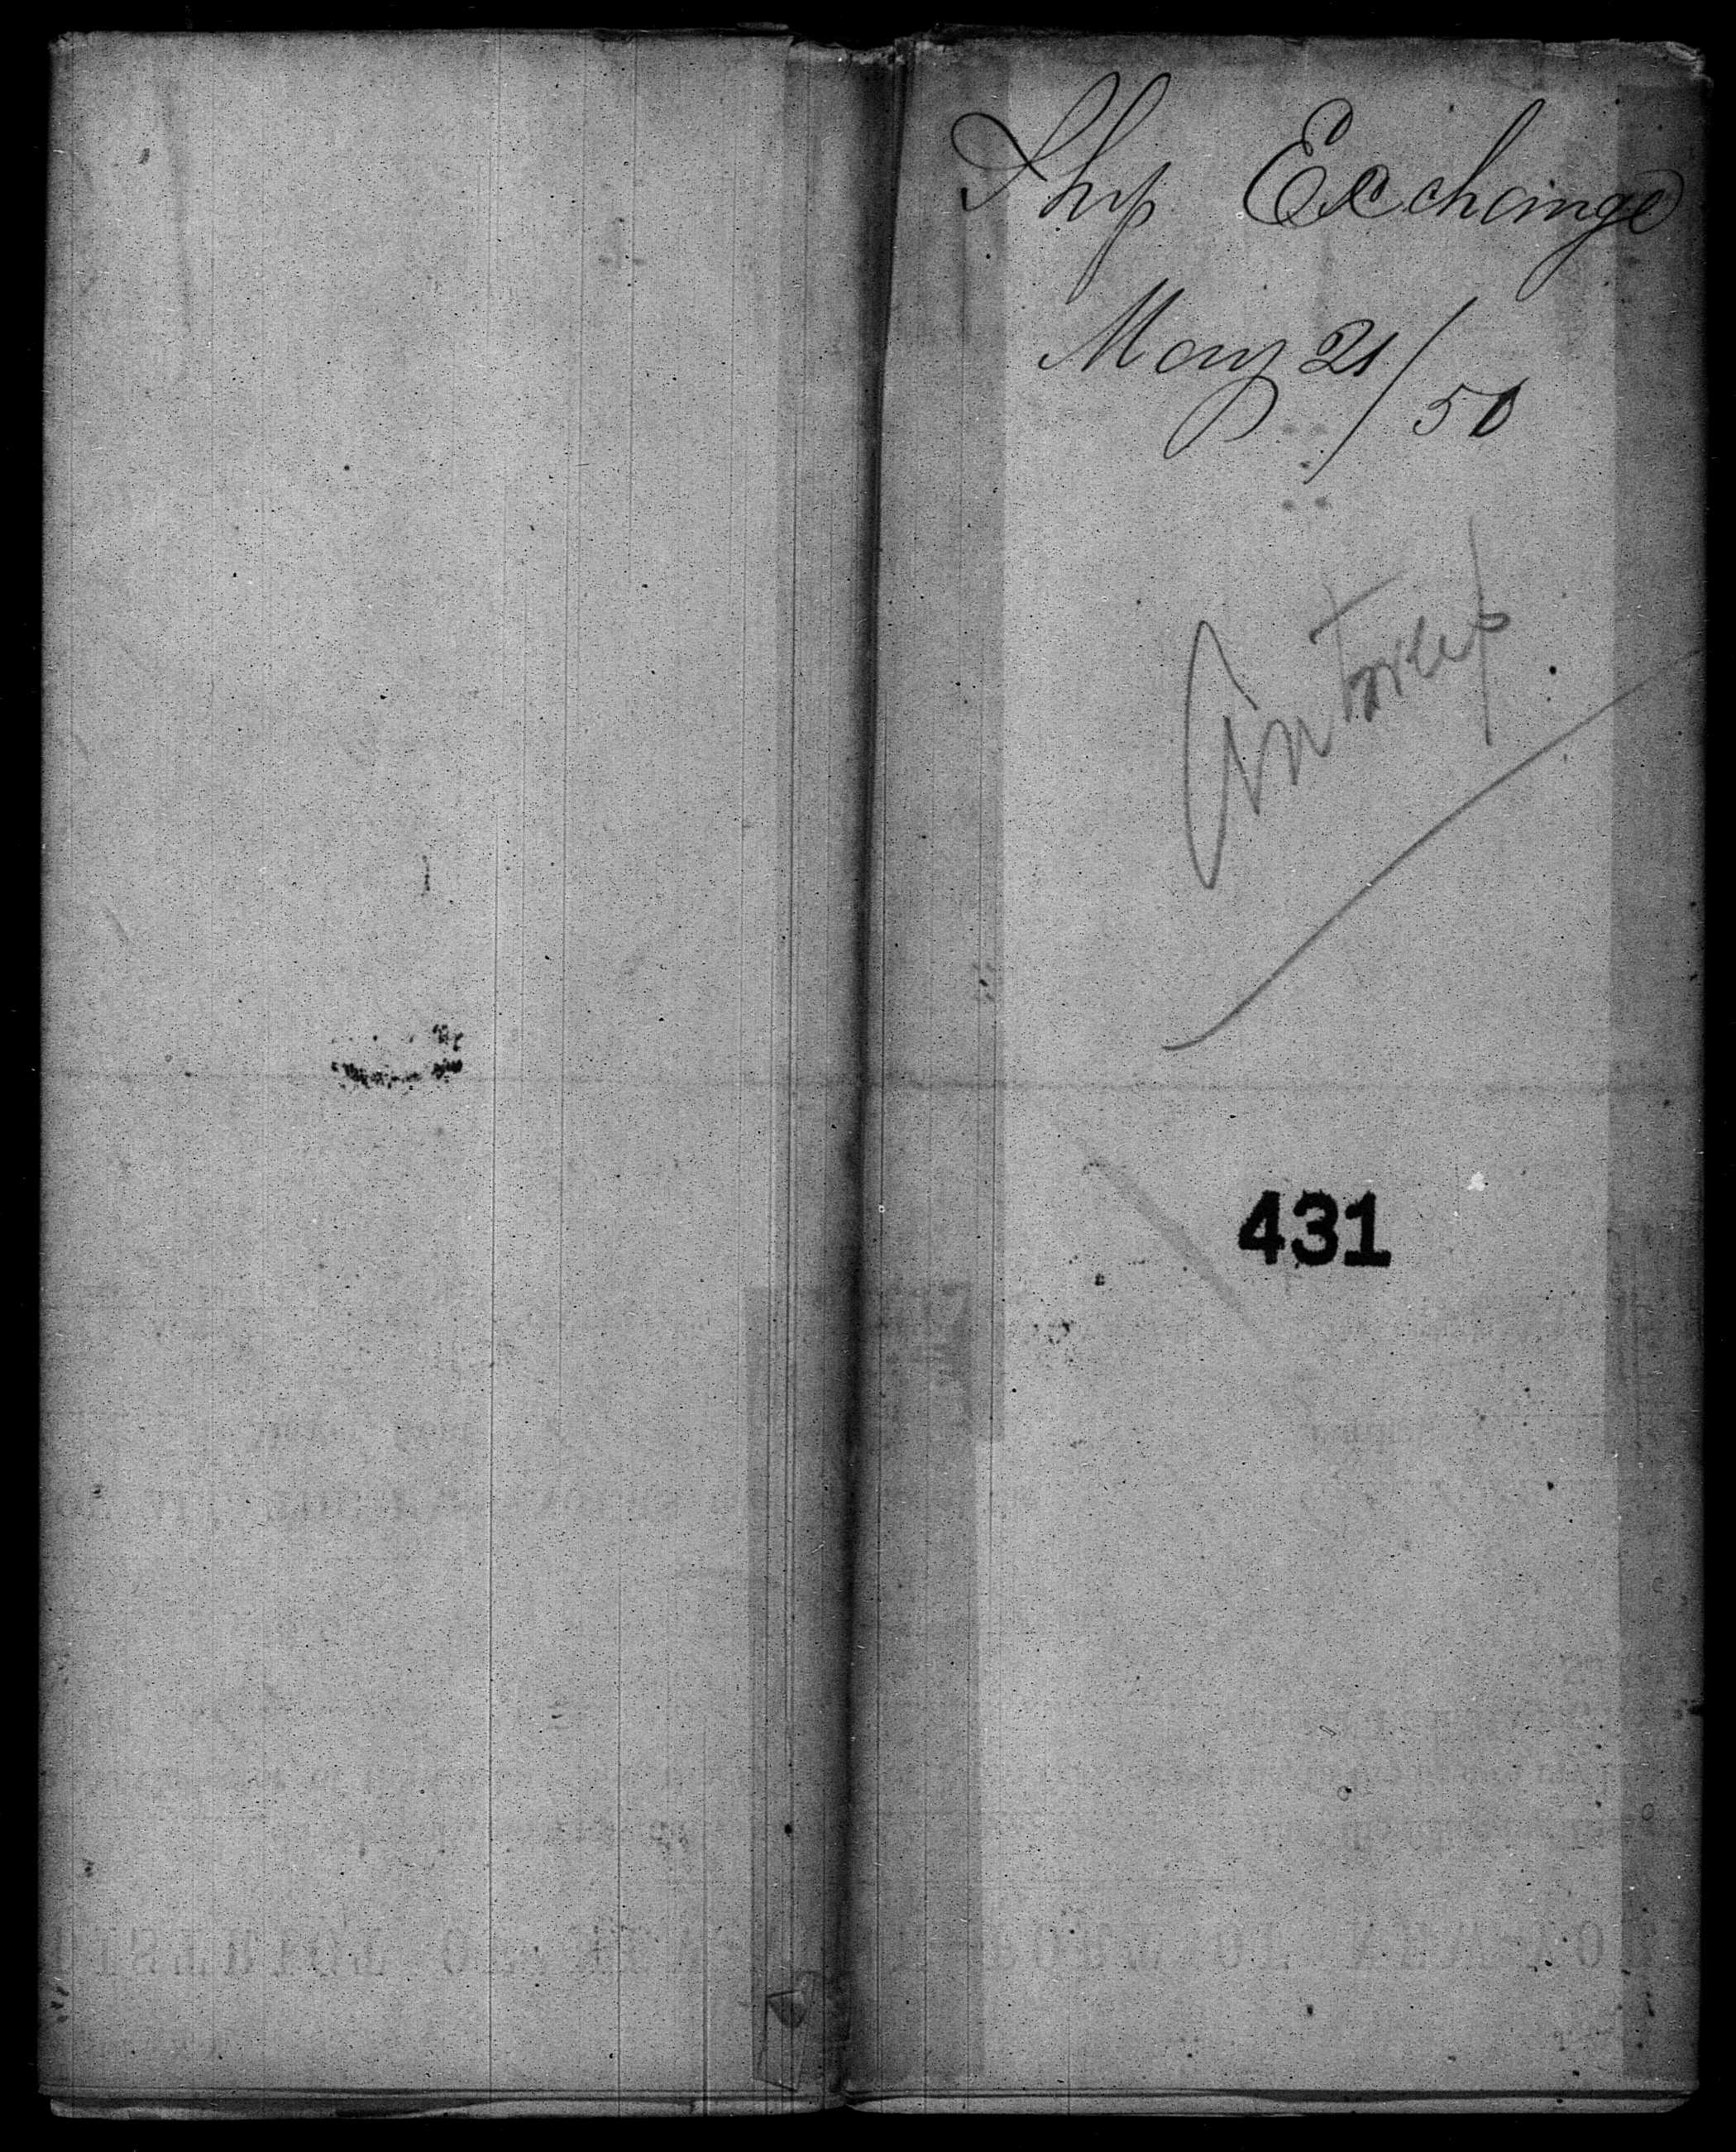 Ship Exchange
May 21/50
Antwerp
431